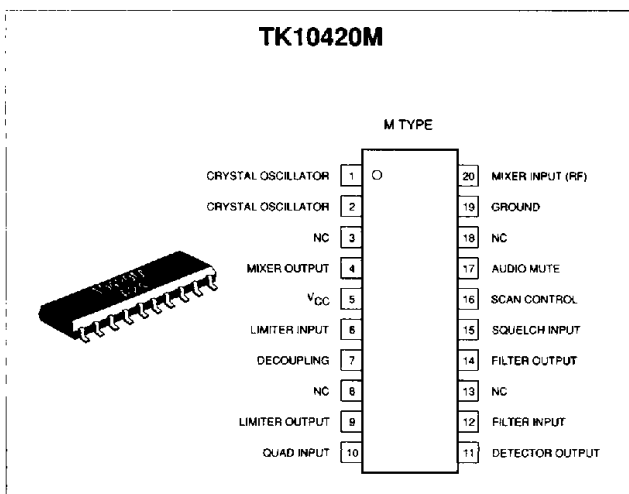 TK10420M
M TYPE
CRYSTAL OSCILLATOR 1 20 MIXER INPUT (RF)
CRYSTAL OSCILLATOR 2 19 GROUND
NC 3 18 NC
MIXER OUTPUT 4 17 AUDIO MUTE
VCC 5 16 SCAN CONTROL
LIMITER INPUT 6 15 SQUELCH INPUT
DECOUPLING 7 14 FILTER OUTPUT
NC 8 13 NC
LIMITER OUTPUT 9 12 FILTER INPUT
QUAD INPUT 10 11 DETECTOR OUTPUT